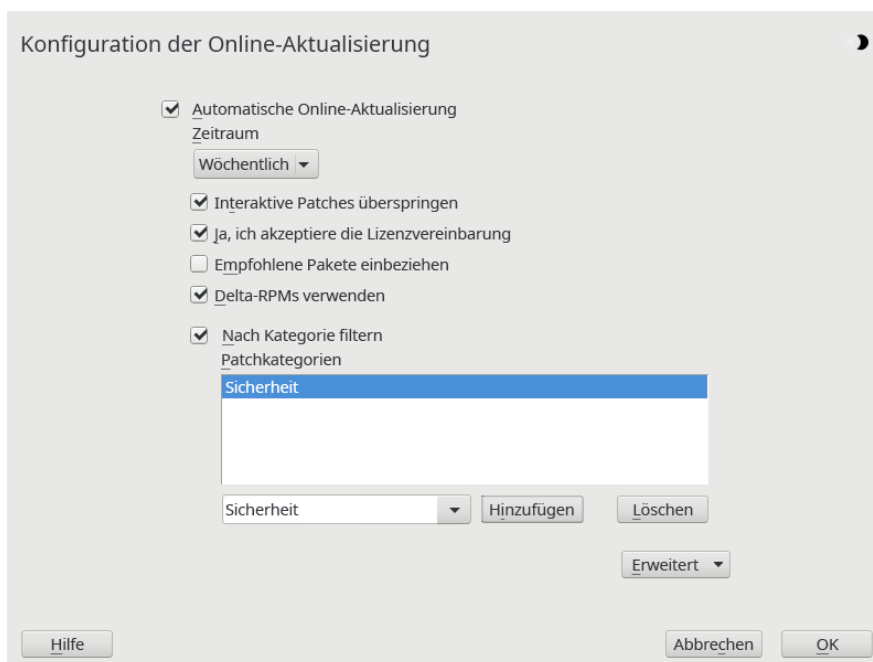 Konfiguration der Online-Aktualisierung
Automatische Online-Aktualisierung
Zeitraum
Wöchentlich
Interaktive Patches überspringen
Ja, ich akzeptiere die Lizenzvereinbarung
Empfohlene Pakete einbeziehen
Delta-RPMs verwenden
Nach Kategorie filtern
Patchkategorien
Sicherheit
Sicherheit Hinzufügen Löschen
Erweitert
Hilfe Abbrechen OK